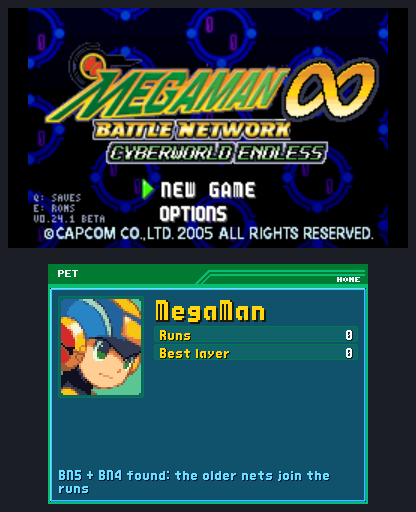 MEGAMAN ∞
BATTLE NETWORK
CYBERWORLD ENDLESS
NEW GAME
OPTIONS
Q: SAVES
E: ROMS
V0.24.1 BETA
©CAPCOM CO.,LTD. 2005 ALL RIGHTS RESERVED.
PET
HOME
MegaMan
Runs 0
Best layer 0
BN5 + BN4 found: the older nets join the
runs